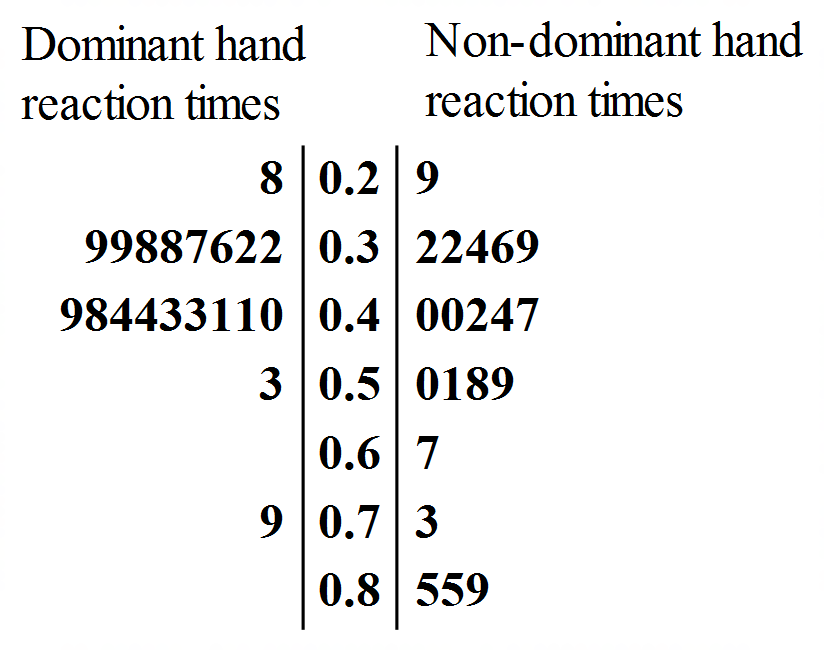 Dominant hand
reaction times
Non-dominant hand
reaction times
8 0.2 9
99887622 0.3 22469
984433110 0.4 00247
3 0.5 0189
0.6 7
9 0.7 3
0.8 559